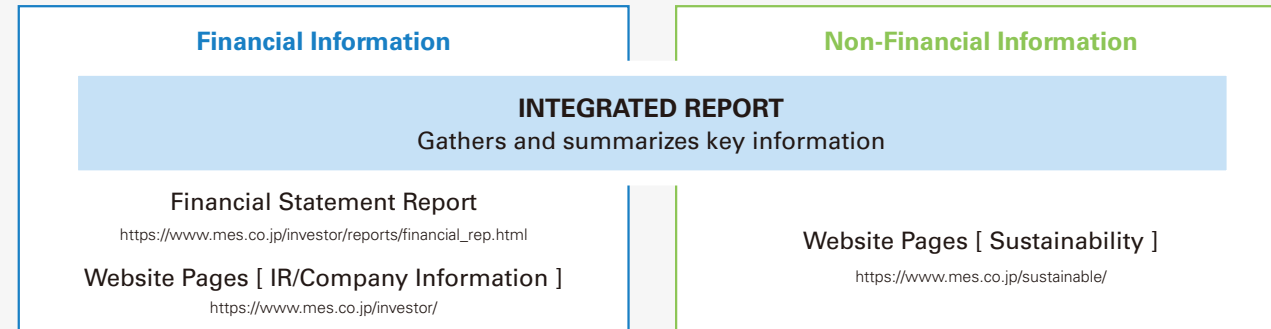 Financial Information
Non-Financial Information
INTEGRATED REPORT
Gathers and summarizes key information
Financial Statement Report
https://www.mes.co.jp/investor/reports/financial_rep.html
Website Pages [ IR/Company Information ]
https://www.mes.co.jp/investor/
Website Pages [ Sustainability ]
https://www.mes.co.jp/sustainable/